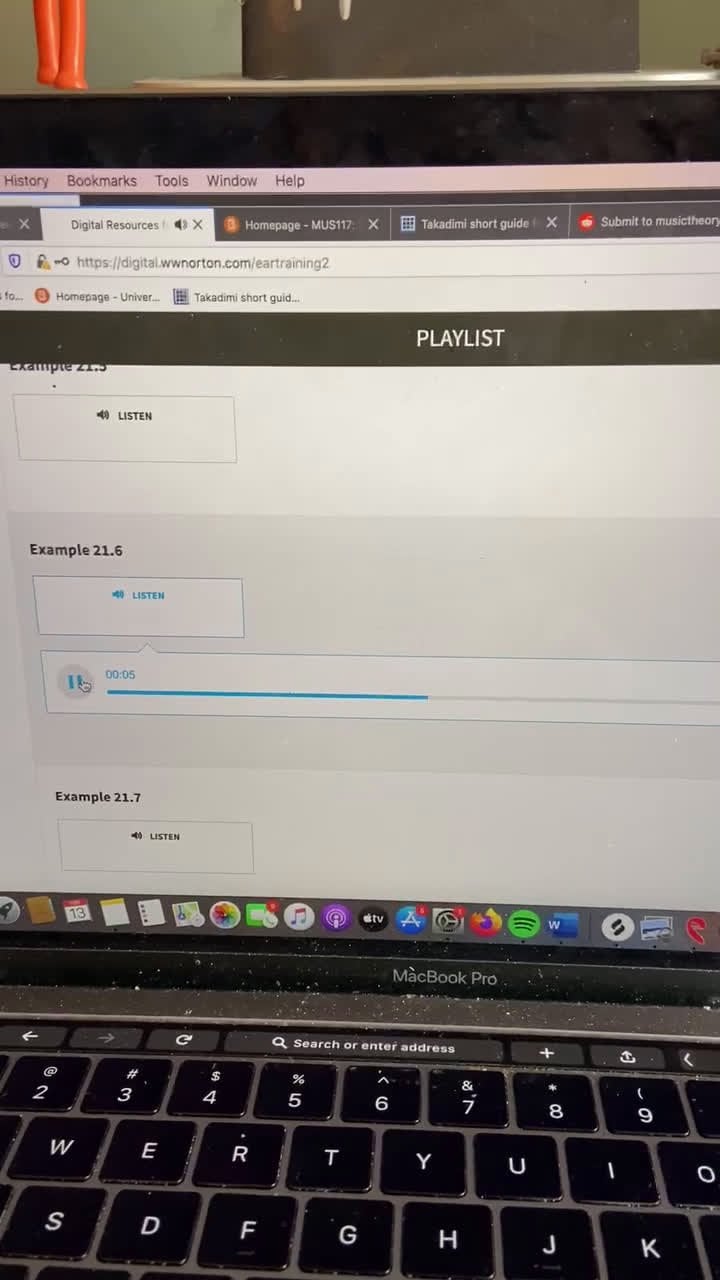 History Bookmarks Tools Window Help
Digital Resources f Homepage - MUS117: Takadimi short guide f Submit to musictheory
https://digital.wwnorton.com/eartraining2
fo... Homepage - Univer... Takadimi short guid...
PLAYLIST
Example 21.5
LISTEN
Example 21.6
LISTEN
00:05
Example 21.7
LISTEN
13 tv W
MacBook Pro
Search or enter address
@ # $ % ^ & * (
2 3 4 5 6 7 8 9
W E R T Y U I O
S D F G H J K